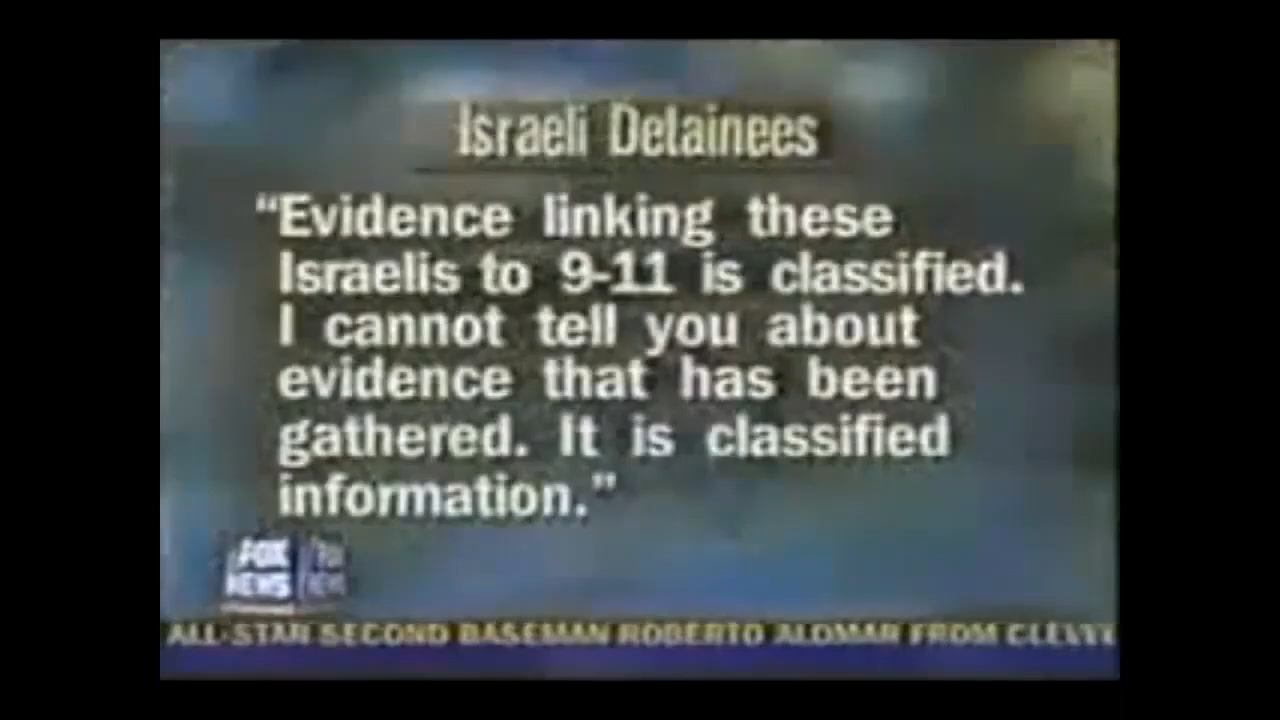 Israeli Detainees
“Evidence linking these
Israelis to 9-11 is classified.
I cannot tell you about
evidence that has been
gathered. It is classified
information.”
FOX
NEWS
ALL-STAR SECOND BASEMAN ROBERTO ALOMAR FROM